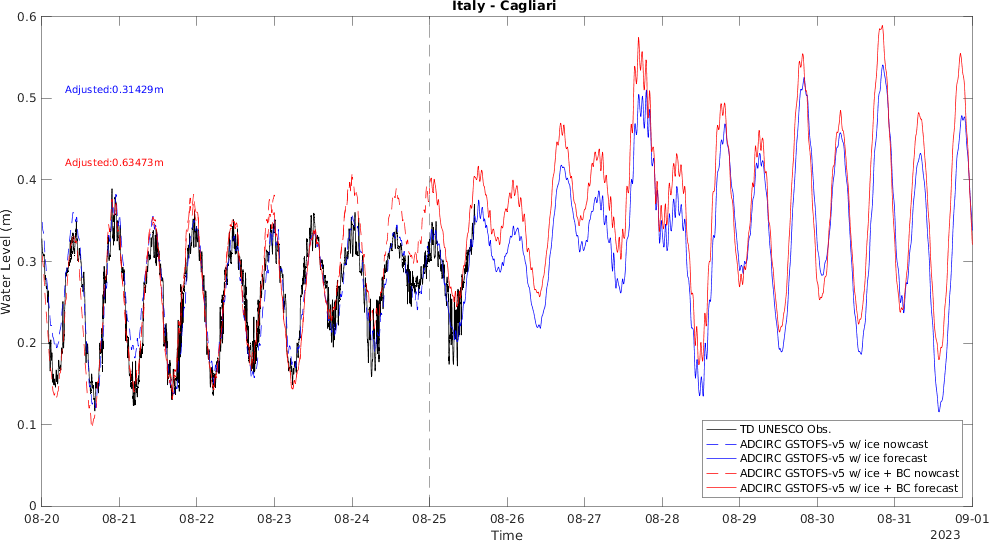 Italy - Cagliari
0.6
0.5
0.4
0.3
0.2
0.1
0
Water Level (m)
Adjusted:0.31429m
Adjusted:0.63473m
TD UNESCO Obs.
ADCIRC GSTOFS-v5 w/ ice nowcast
ADCIRC GSTOFS-v5 w/ ice forecast
ADCIRC GSTOFS-v5 w/ ice + BC nowcast
ADCIRC GSTOFS-v5 w/ ice + BC forecast
08-20 08-21 08-22 08-23 08-24 08-25 08-26 08-27 08-28 08-29 08-30 08-31 09-01
Time
2023